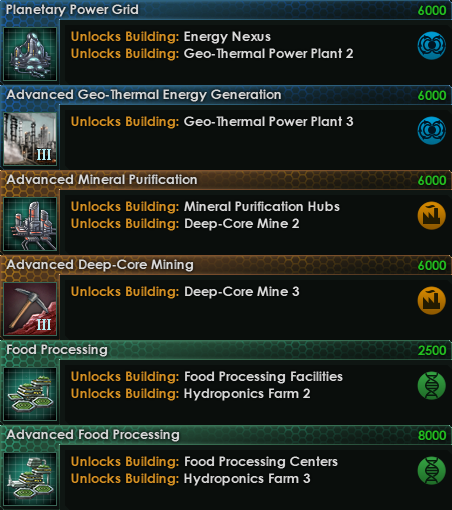 Planetary Power Grid 6000
Unlocks Building: Energy Nexus
Unlocks Building: Geo-Thermal Power Plant 2
Advanced Geo-Thermal Energy Generation 6000
Unlocks Building: Geo-Thermal Power Plant 3
III
Advanced Mineral Purification 6000
Unlocks Building: Mineral Purification Hubs
Unlocks Building: Deep-Core Mine 2
Advanced Deep-Core Mining 6000
Unlocks Building: Deep-Core Mine 3
III
Food Processing 2500
Unlocks Building: Food Processing Facilities
Unlocks Building: Hydroponics Farm 2
Advanced Food Processing 8000
Unlocks Building: Food Processing Centers
Unlocks Building: Hydroponics Farm 3